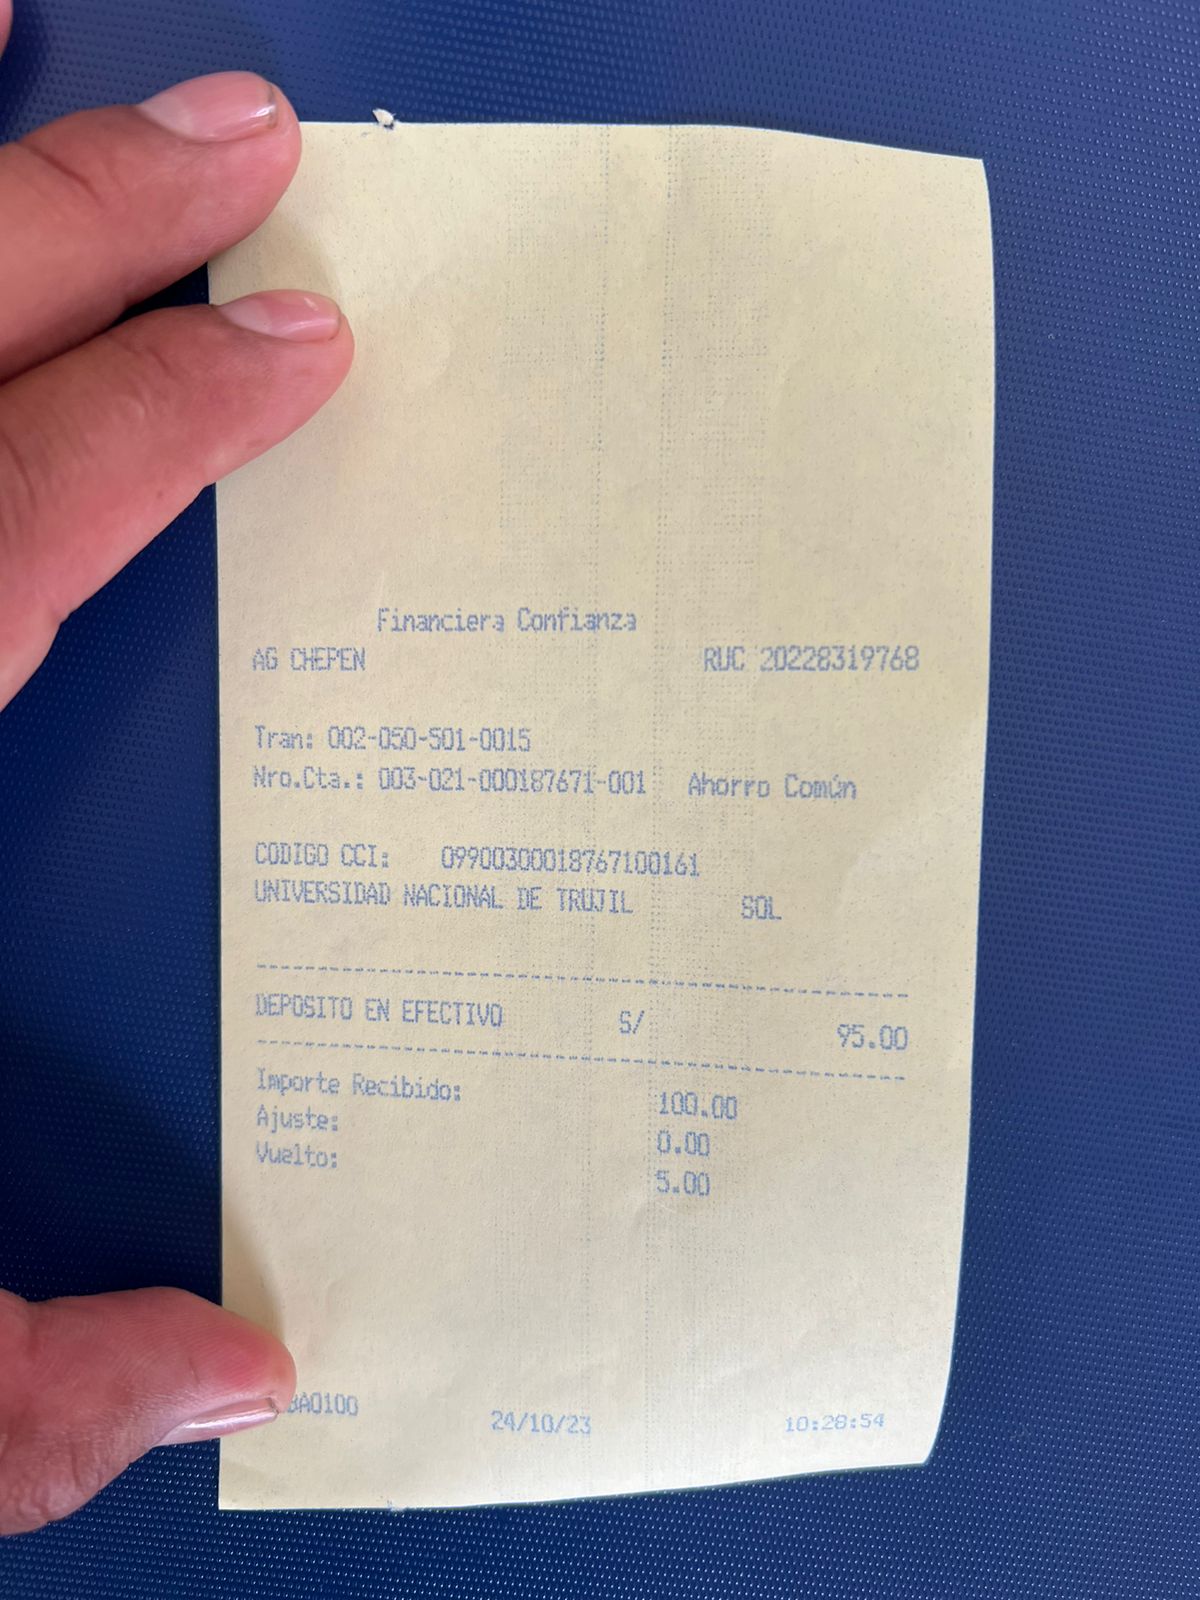 Financiera Confianza
AG CHEPEN RUC 20228319768
Tran: 002-050-501-0015
Nro.Cta.: 003-021-000187671-001 Ahorro Común
CODIGO CCI: 09900300018767100161
UNIVERSIDAD NACIONAL DE TRUJIL SOL
DEPOSITO EN EFECTIVO S/ 95.00
Importe Recibido: 100.00
Ajuste: 0.00
Vuelto: 5.00
24/10/23 10:28:54